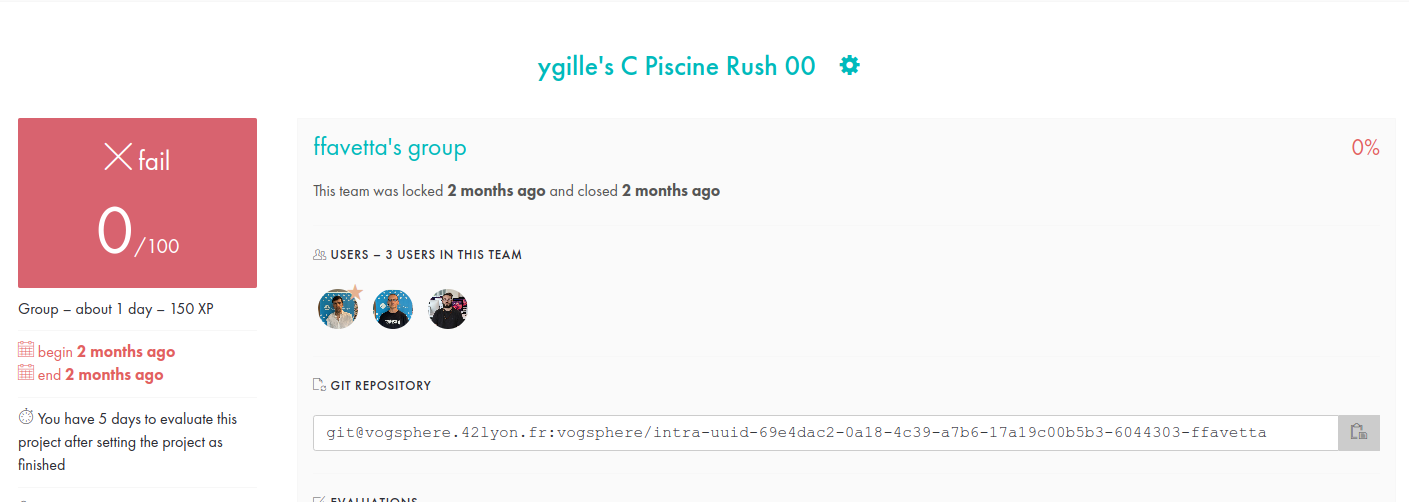 ygille's C Piscine Rush 00
fail
0/100
Group – about 1 day – 150 XP
begin 2 months ago
end 2 months ago
You have 5 days to evaluate this
project after setting the project as
finished
ffavetta's group
0%
This team was locked 2 months ago and closed 2 months ago
USERS – 3 USERS IN THIS TEAM
GIT REPOSITORY
git@vogsphere.42lyon.fr:vogsphere/intra-uuid-69e4dac2-0a18-4c39-a7b6-17a19c00b5b3-6044303-ffavetta
EVALUATIONS